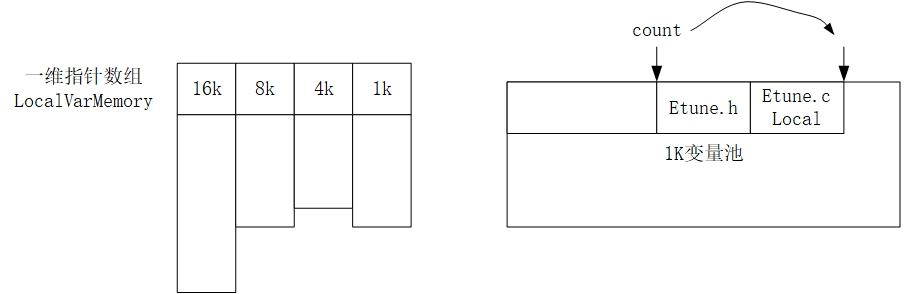 count
一维指针数组
LocalVarMemory
16k
8k
4k
1k
Etune.h
Etune.c
Local
1K变量池